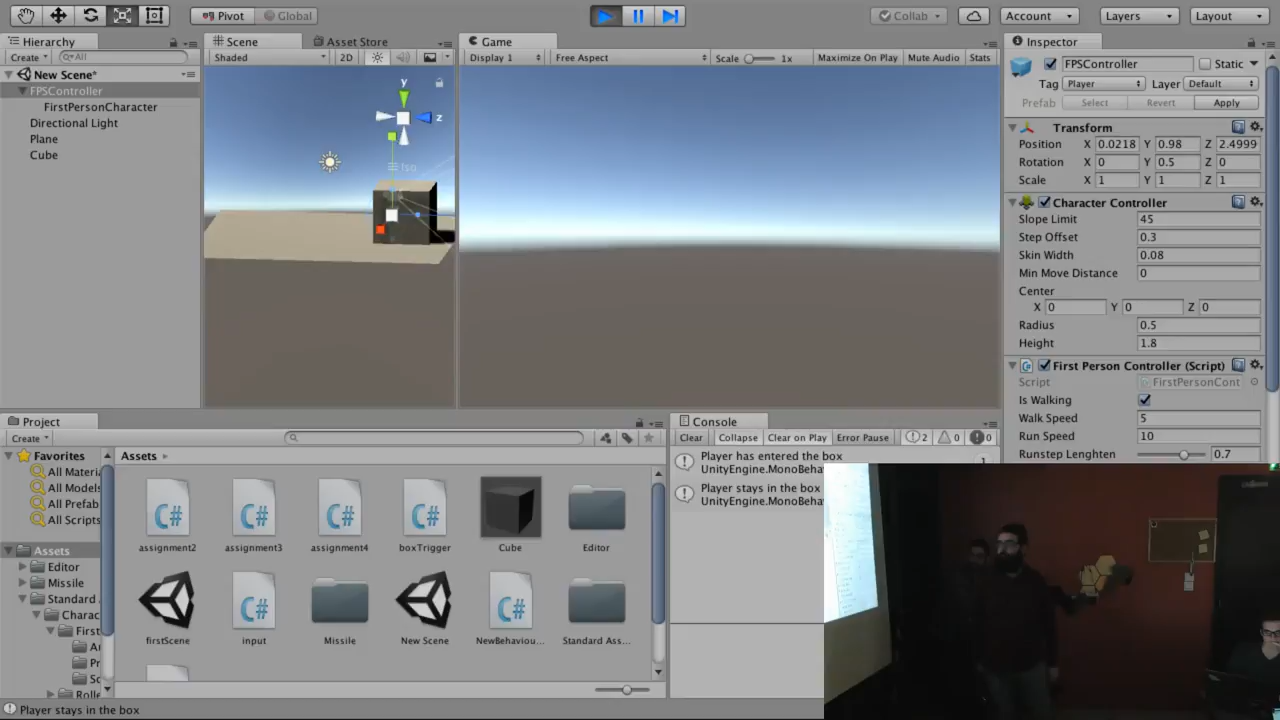 Pivot Global Collab Account Layers Layout
Hierarchy
Create All
New Scene*
FPSController
FirstPersonCharacter
Directional Light
Plane
Cube
Scene Asset Store
Shaded 2D
y
z
Iso
Game
Display 1 Free Aspect Scale 1x Maximize On Play Mute Audio Stats
Inspector
FPSController Static
Tag Player Layer Default
Prefab Select Revert Apply
Transform
Position X 0.0218 Y 0.98 Z 2.4999
Rotation X 0 Y 0.5 Z 0
Scale X 1 Y 1 Z 1
Character Controller
Slope Limit 45
Step Offset 0.3
Skin Width 0.08
Min Move Distance 0
Center
X 0 Y 0 Z 0
Radius 0.5
Height 1.8
First Person Controller (Script)
Script FirstPersonCont
Is Walking
Walk Speed 5
Run Speed 10
Runstep Lenghten 0.7
Project
Create
Favorites
All Materia
All Models
All Prefab
All Scripts
Assets
Editor
Missile
Standard
Charac
First
A
Pr
Sc
Rolle
Assets
C# C# C# C#
assignment2 assignment3 assignment4 boxTrigger Cube Editor
C# C#
firstScene input Missile New Scene NewBehaviou... Standard Ass...
Console
Clear Collapse Clear on Play Error Pause 2 0 0
Player has entered the box 1
UnityEngine.MonoBehav
Player stays in the box
UnityEngine.MonoBehav
Player stays in the box